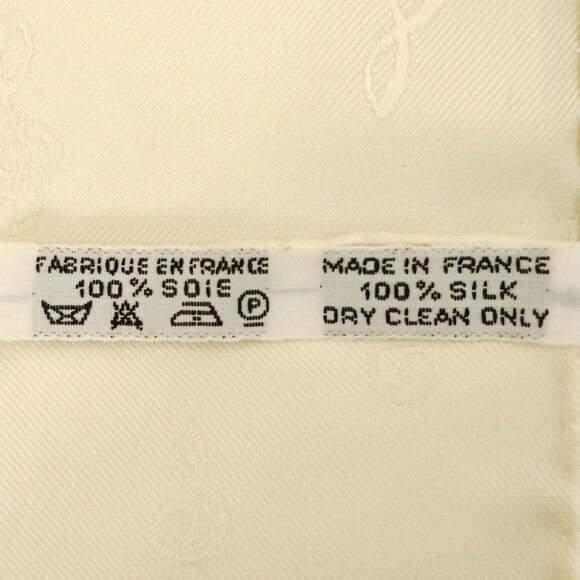 FABRIQUE EN FRANCE
100% SOIE
P
MADE IN FRANCE
100% SILK
DRY CLEAN ONLY